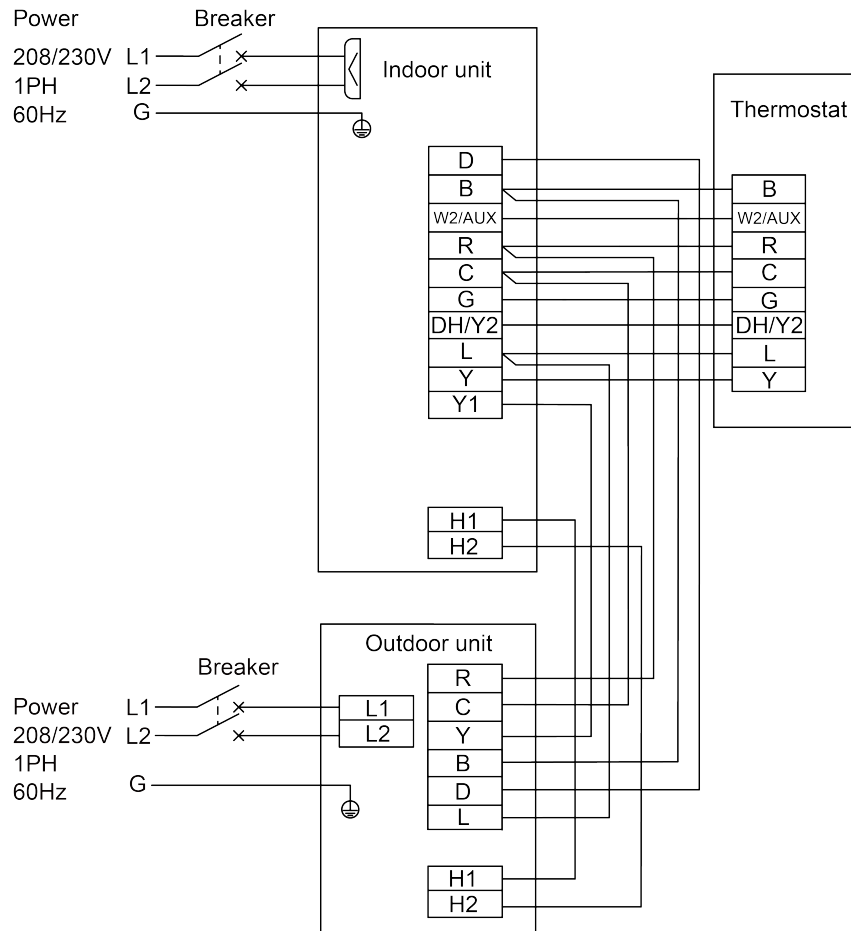 Power
Breaker
208/230V L1
1PH L2
60Hz G
Indoor unit
D
B
W2/AUX
R
C
G
DH/Y2
L
Y
Y1
H1
H2
Thermostat
B
W2/AUX
R
C
G
DH/Y2
L
Y
Outdoor unit
Breaker
Power L1
208/230V L2
1PH
60Hz G
L1
L2
R
C
Y
B
D
L
H1
H2